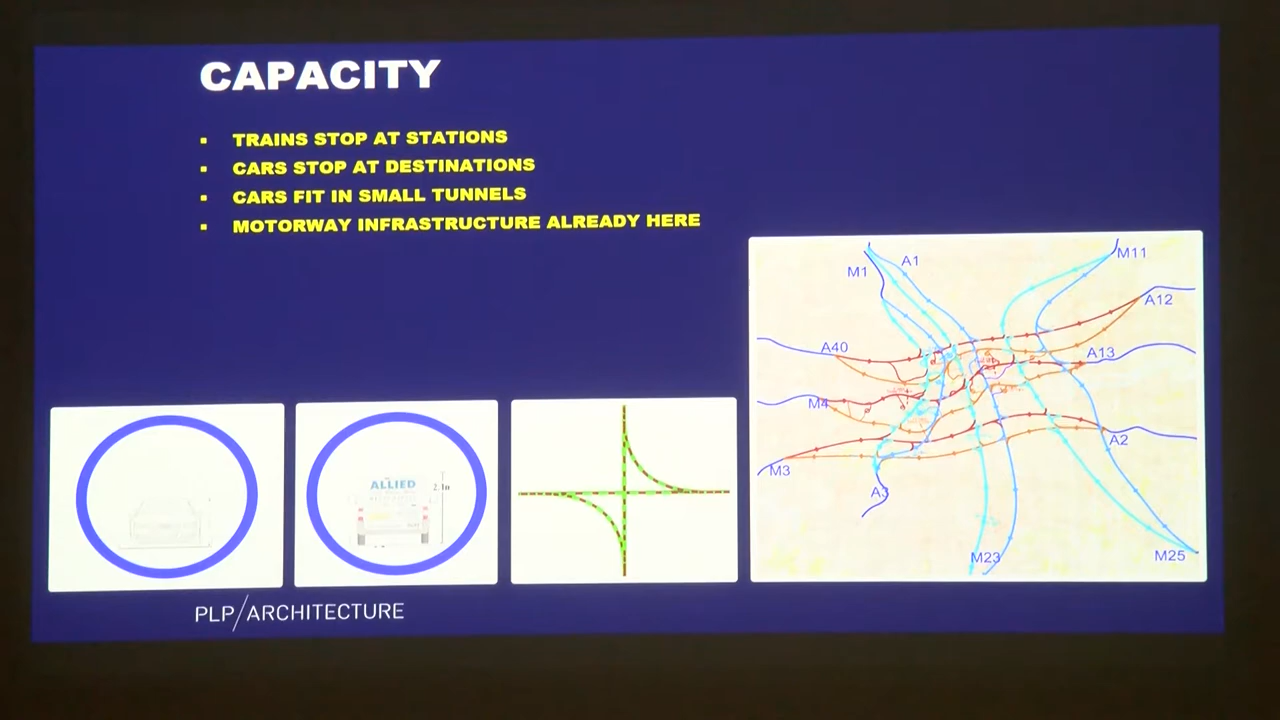 CAPACITY
▪ TRAINS STOP AT STATIONS
▪ CARS STOP AT DESTINATIONS
▪ CARS FIT IN SMALL TUNNELS
▪ MOTORWAY INFRASTRUCTURE ALREADY HERE
M1
A1
M11
A12
A40
A13
M4
A2
M3
A3
M23
M25
ALLIED
PLP/ARCHITECTURE